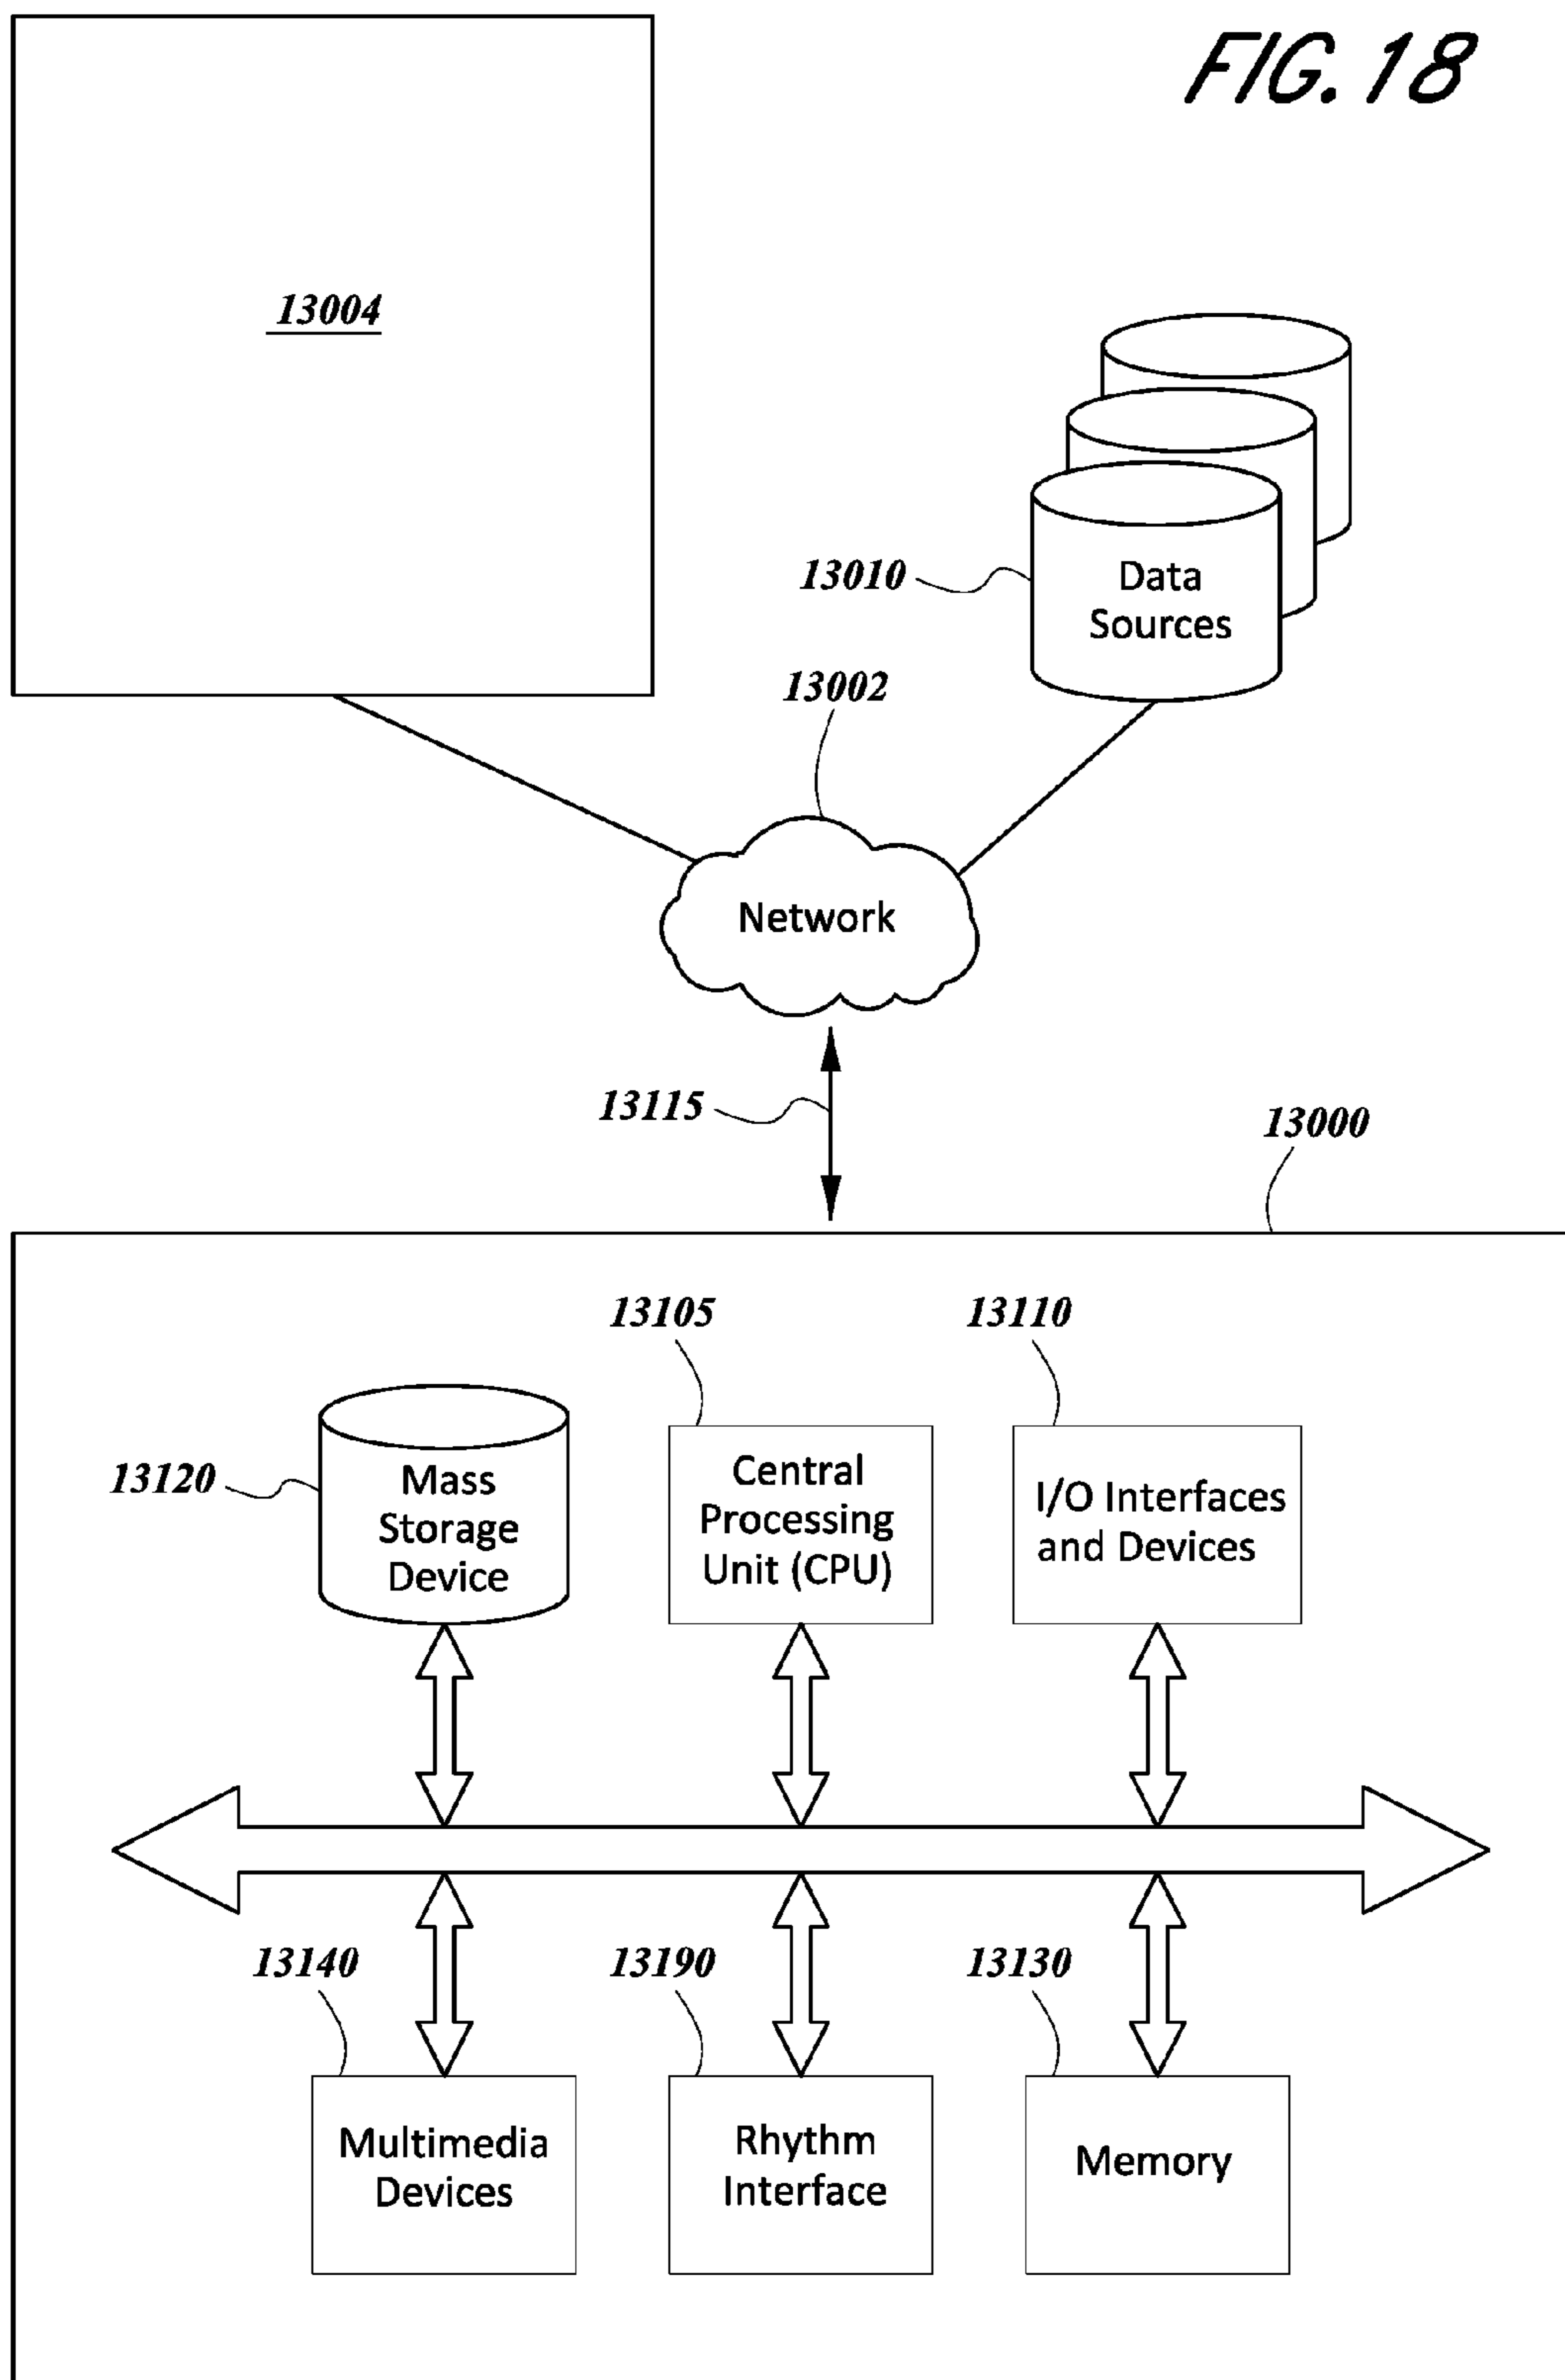 FIG. 18
13004
13010
Data
Sources
13002
Network
13115
13000
13105
13110
13120
Mass
Storage
Device
Central
Processing
Unit (CPU)
I/O Interfaces
and Devices
13140
13190
13130
Multimedia
Devices
Rhythm
Interface
Memory